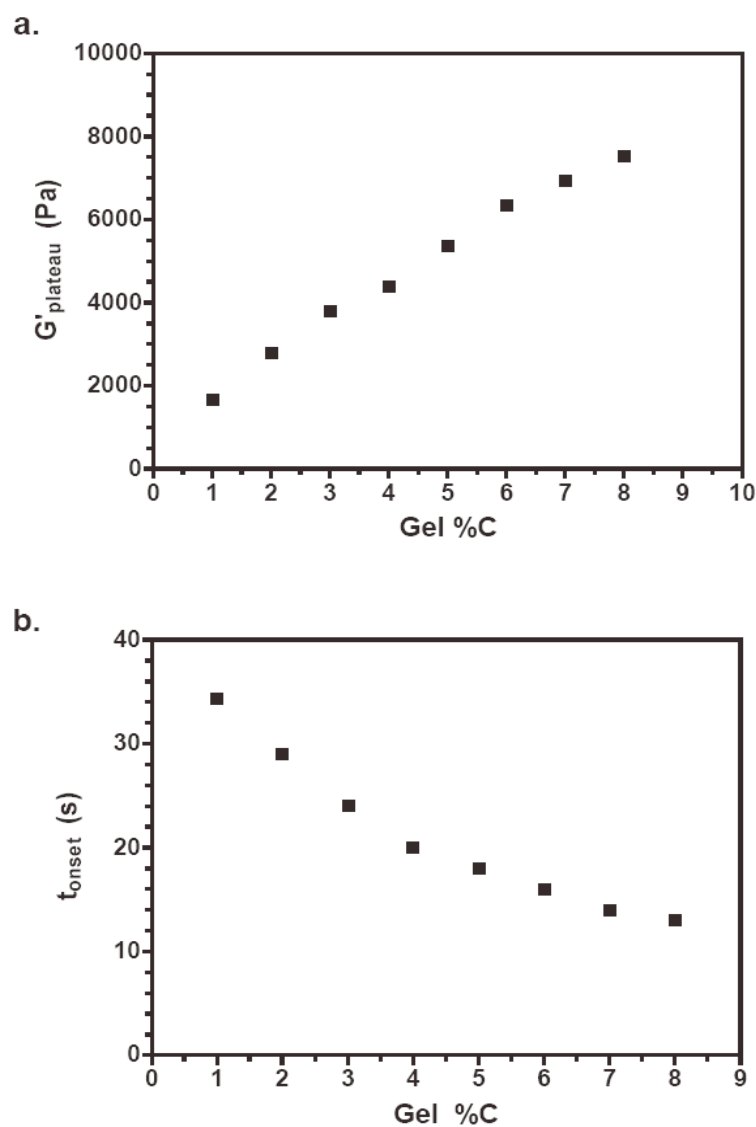 a.
10000
8000
6000
4000
2000
0
G'plateau (Pa)
0 1 2 3 4 5 6 7 8 9 10
Gel %C
b.
40
30
20
10
0
tonset (s)
0 1 2 3 4 5 6 7 8 9
Gel %C